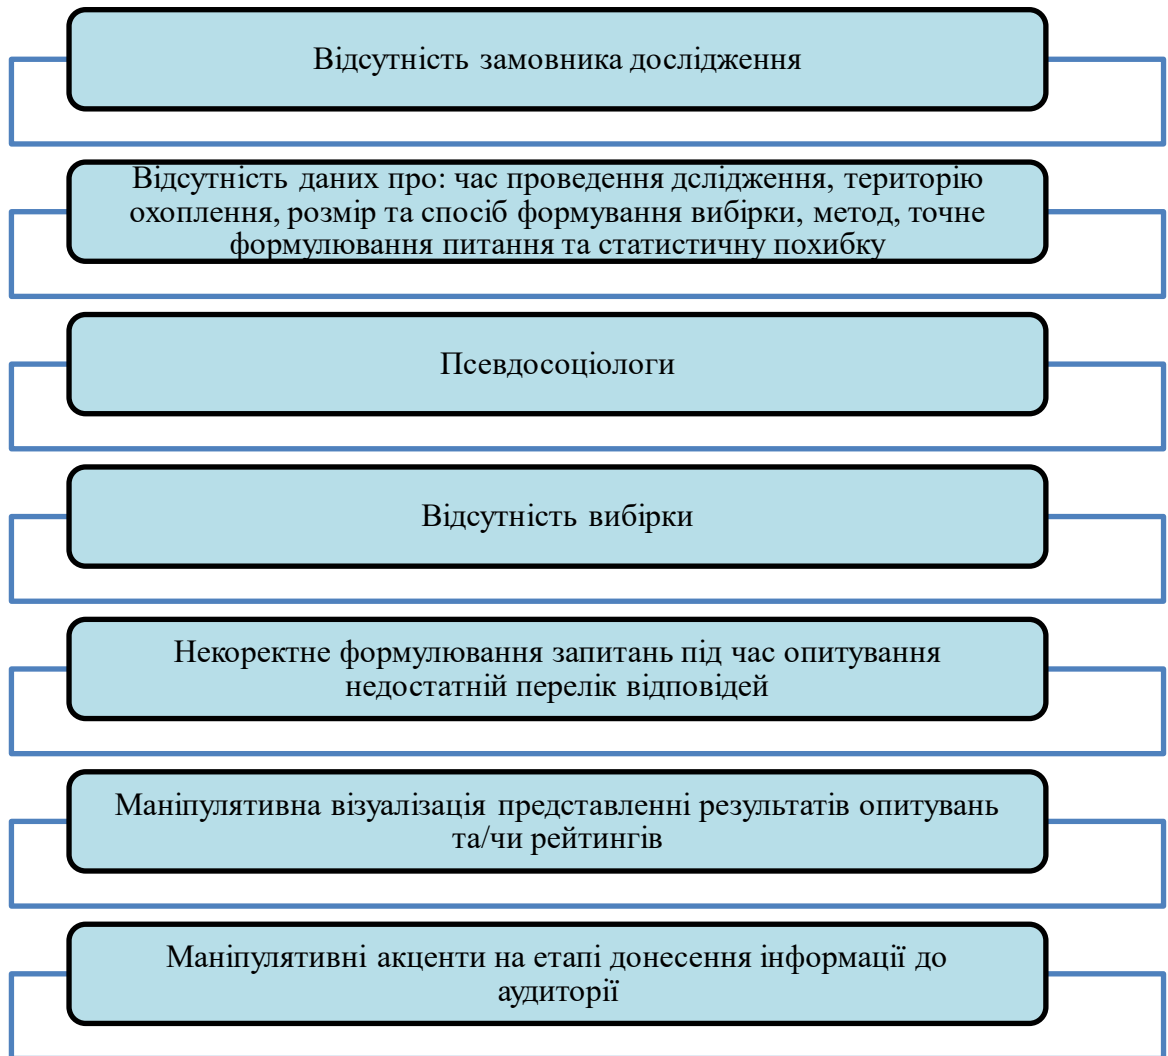 Відсутність замовника дослідження
Відсутність даних про: час проведення дслідження, територію
охоплення, розмір та спосіб формування вибірки, метод, точне
формулювання питання та статистичну похибку
Псевдосоціологи
Відсутність вибірки
Некоректне формулювання запитань під час опитування
недостатній перелік відповідей
Маніпулятивна візуалізація представленні результатів опитувань
та/чи рейтингів
Маніпулятивні акценти на етапі донесення інформації до
аудиторії